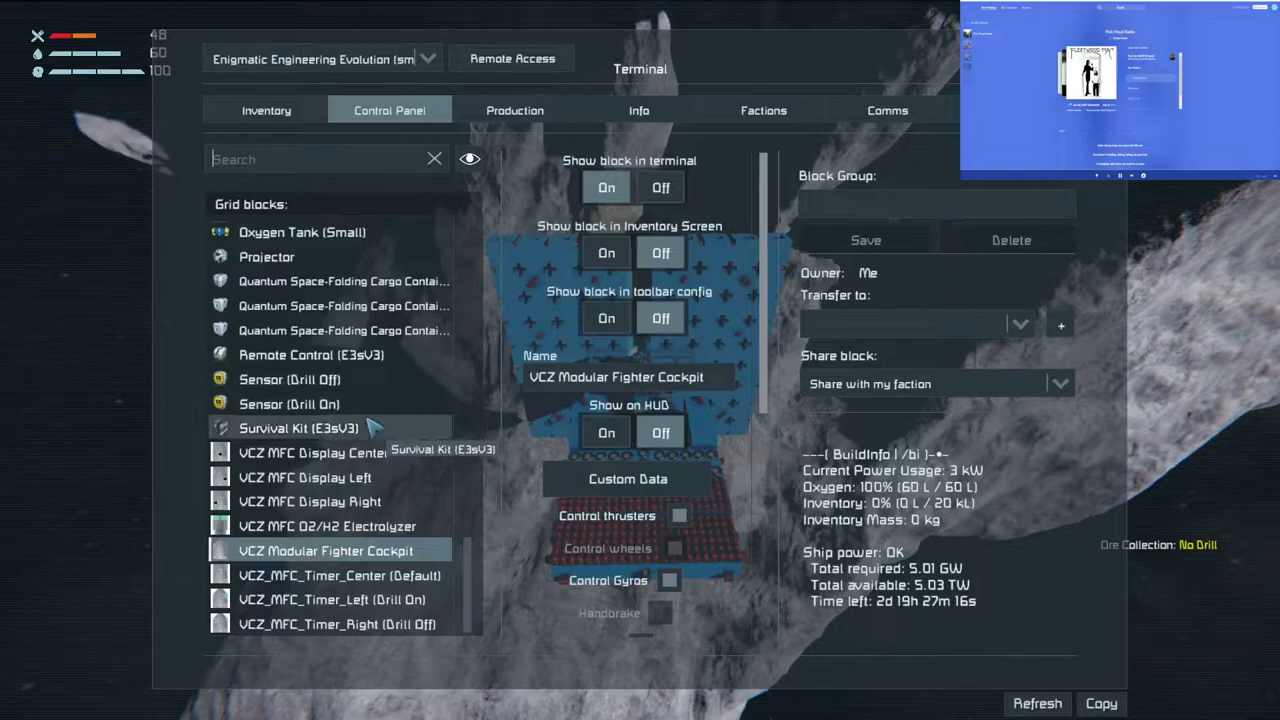 48
60
100
Enigmatic Engineering Evolution
Remote Access
Terminal
Inventory
Control Panel
Production
Info
Factions
Comms
Search
Grid blocks:
Oxygen Tank (Small)
Projector
Quantum Space-Folding Cargo Contai...
Quantum Space-Folding Cargo Contai...
Quantum Space-Folding Cargo Contai...
Remote Control (E3sV3)
Sensor (Drill Off)
Sensor (Drill On)
Survival Kit (E3sV3)
VCZ MFC Display Center
Survival Kit (E3sV3)
VCZ MFC Display Left
VCZ MFC Display Right
VCZ MFC O2/H2 Electrolyzer
VCZ Modular Fighter Cockpit
VCZ_MFC_Timer_Center (Default)
VCZ_MFC_Timer_Left (Drill On)
VCZ_MFC_Timer_Right (Drill Off)
Show block in terminal
On Off
Show block in Inventory Screen
On Off
Show block in toolbar config
On Off
Name
VCZ Modular Fighter Cockpit
Show on HUD
On Off
Custom Data
Control thrusters
Control wheels
Control Gyros
Handbrake
Block Group:
Save
Delete
Owner: Me
Transfer to:
+
Share block:
Share with my faction
---( BuildInfo | /bi )-•-
Current Power Usage: 3 kW
Oxygen: 100% (60 L / 60 L)
Inventory: 0% (0 L / 20 kL)
Inventory Mass: 0 kg
Ship power: OK
Total required: 5.01 GW
Total available: 5.03 TW
Time left: 2d 19h 27m 16s
Ore Collection: No Drill
Refresh
Copy
Pink Floyd Radio
FLEETWOOD MAC